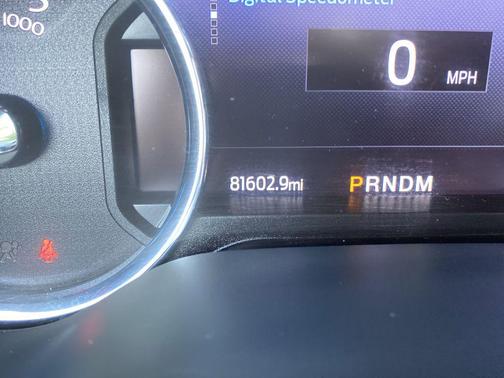 Digital Speedometer
1000
0
MPH
81602.9mi
PRNDM